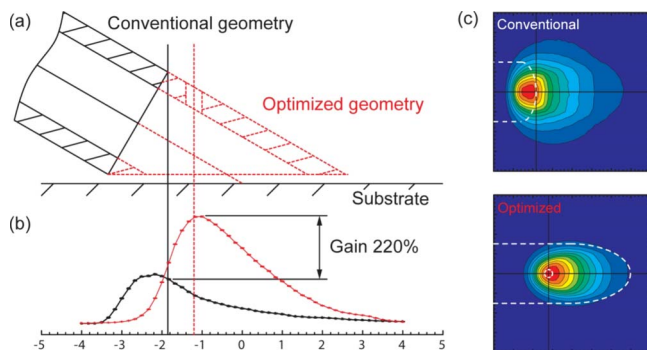 (a)
Conventional geometry
Optimized geometry
Substrate
(b)
Gain 220%
-5 -4 -3 -2 -1 0 1 2 3 4 5
(c)
Conventional
Optimized